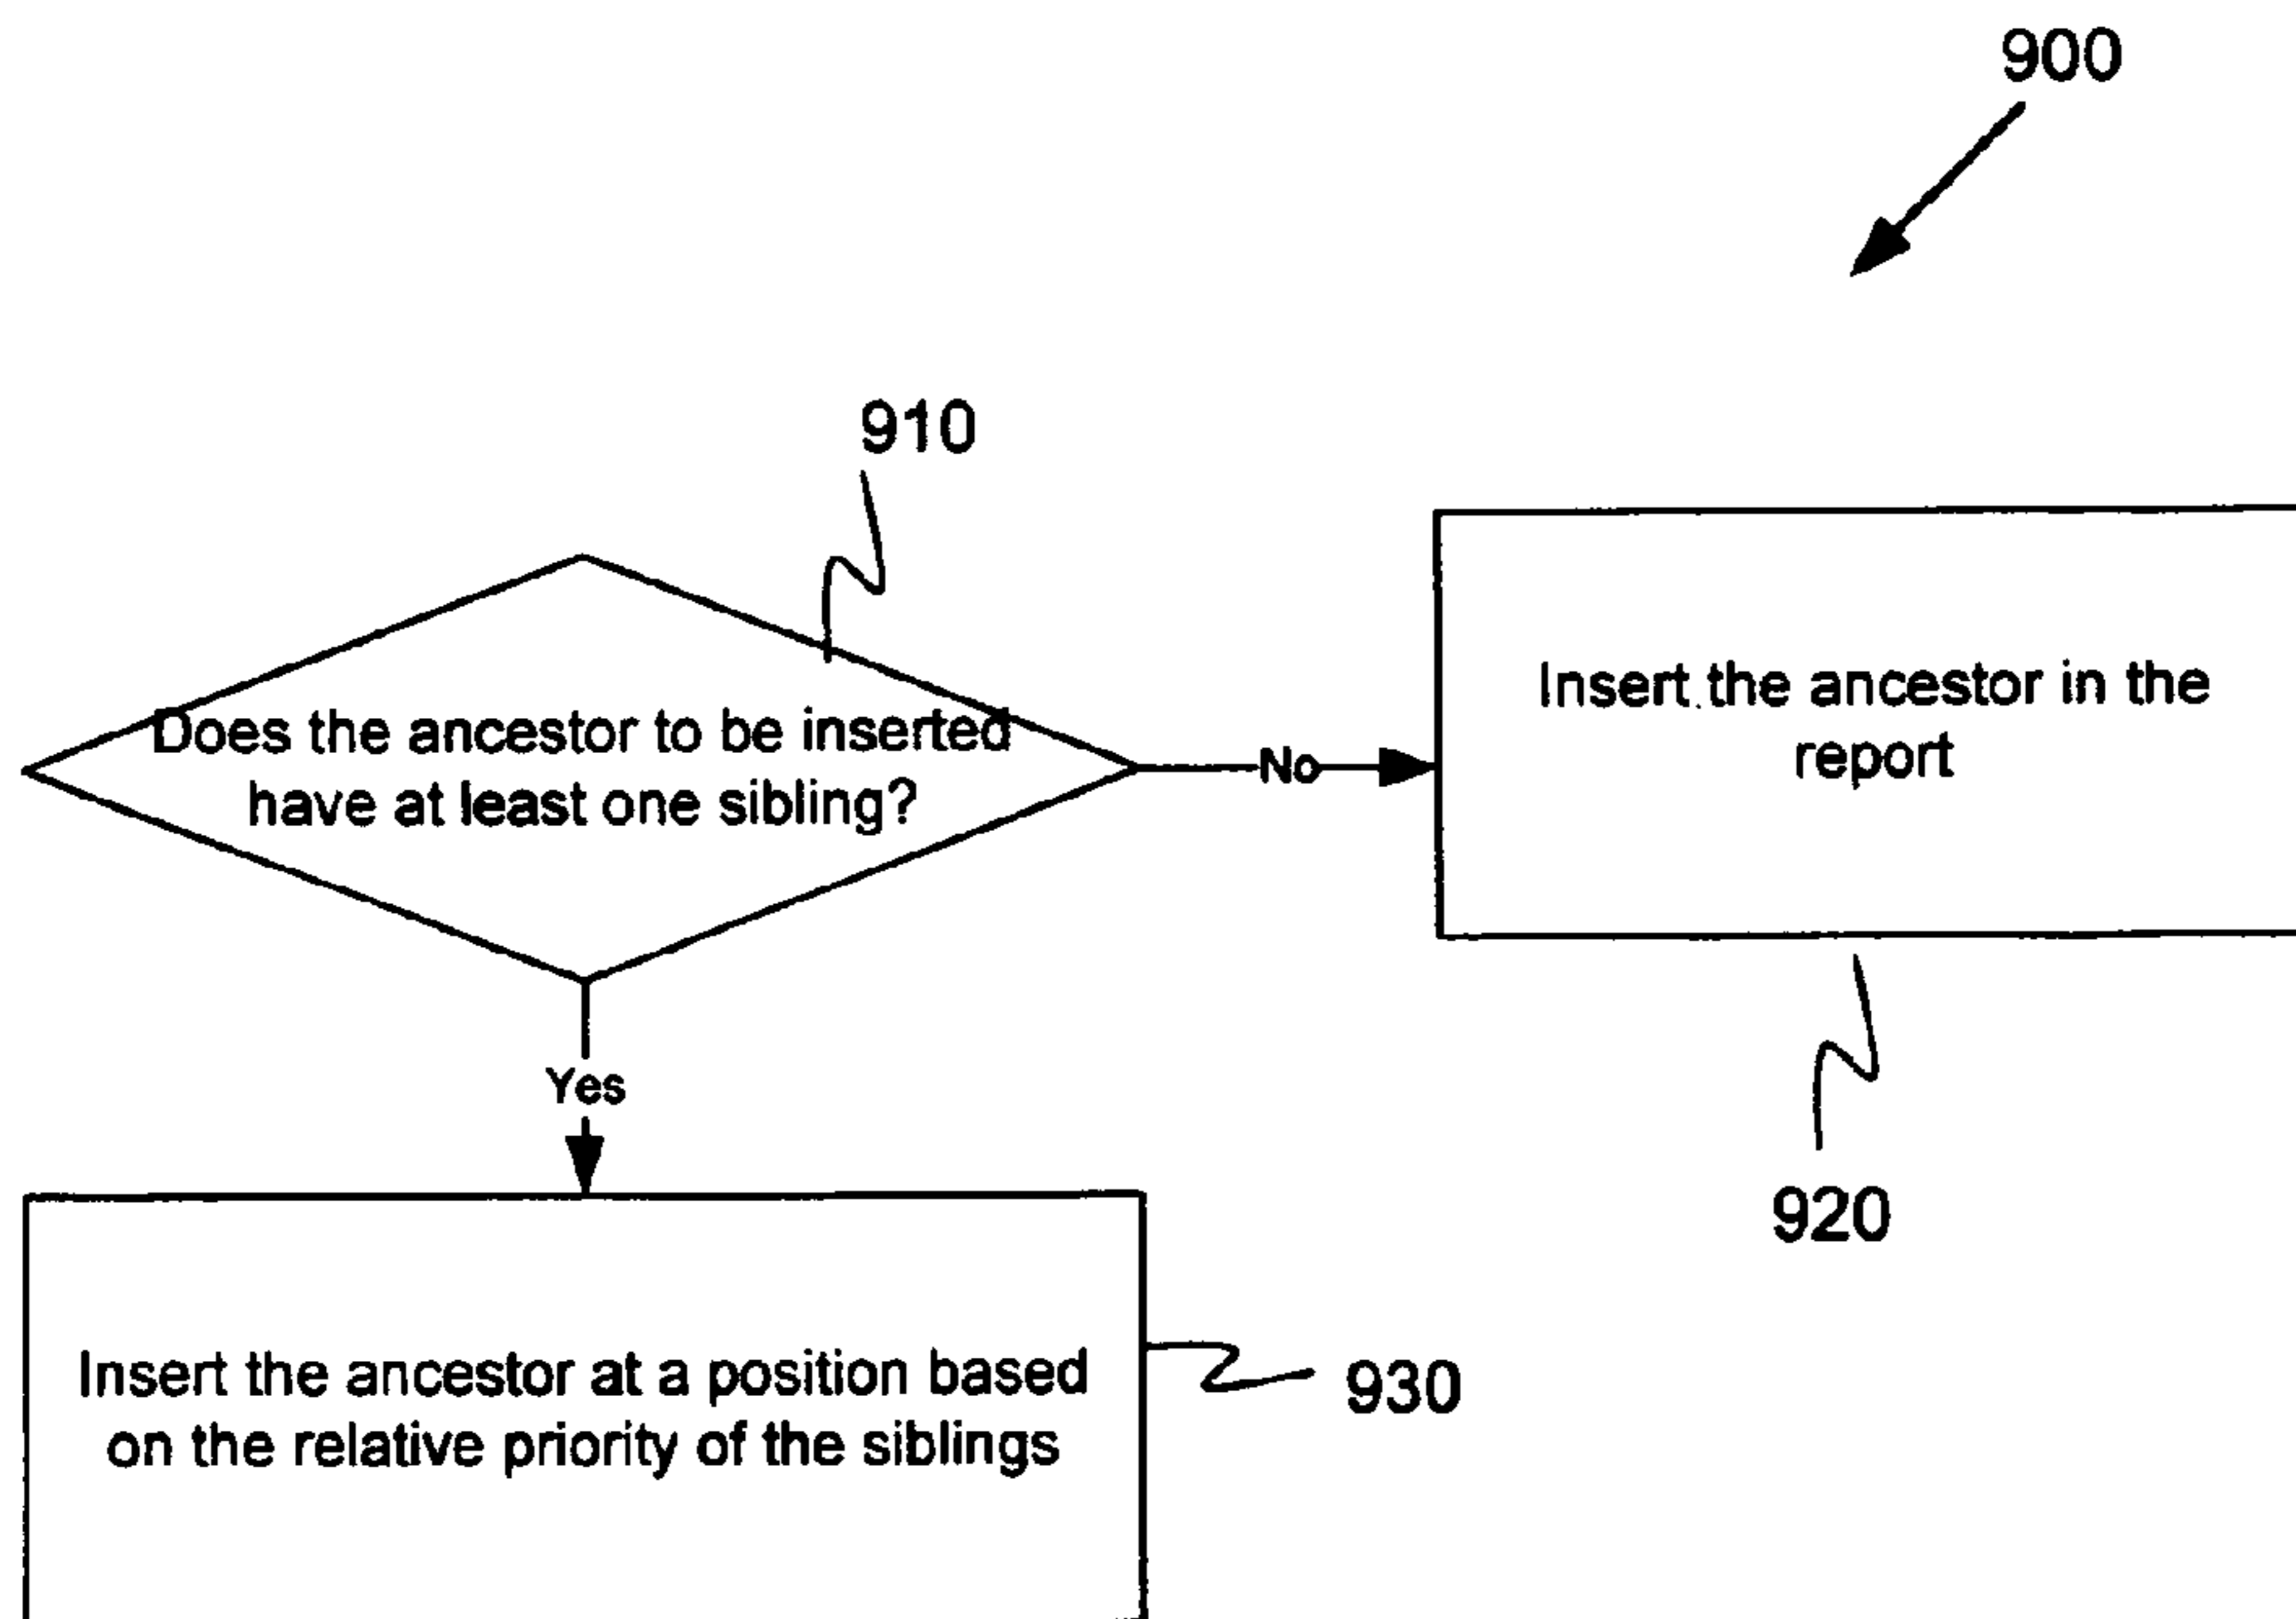 900
910
Does the ancestor to be inserted
have at least one sibling?
No
Insert the ancestor in the
report
Yes
920
Insert the ancestor at a position based
on the relative priority of the siblings
930